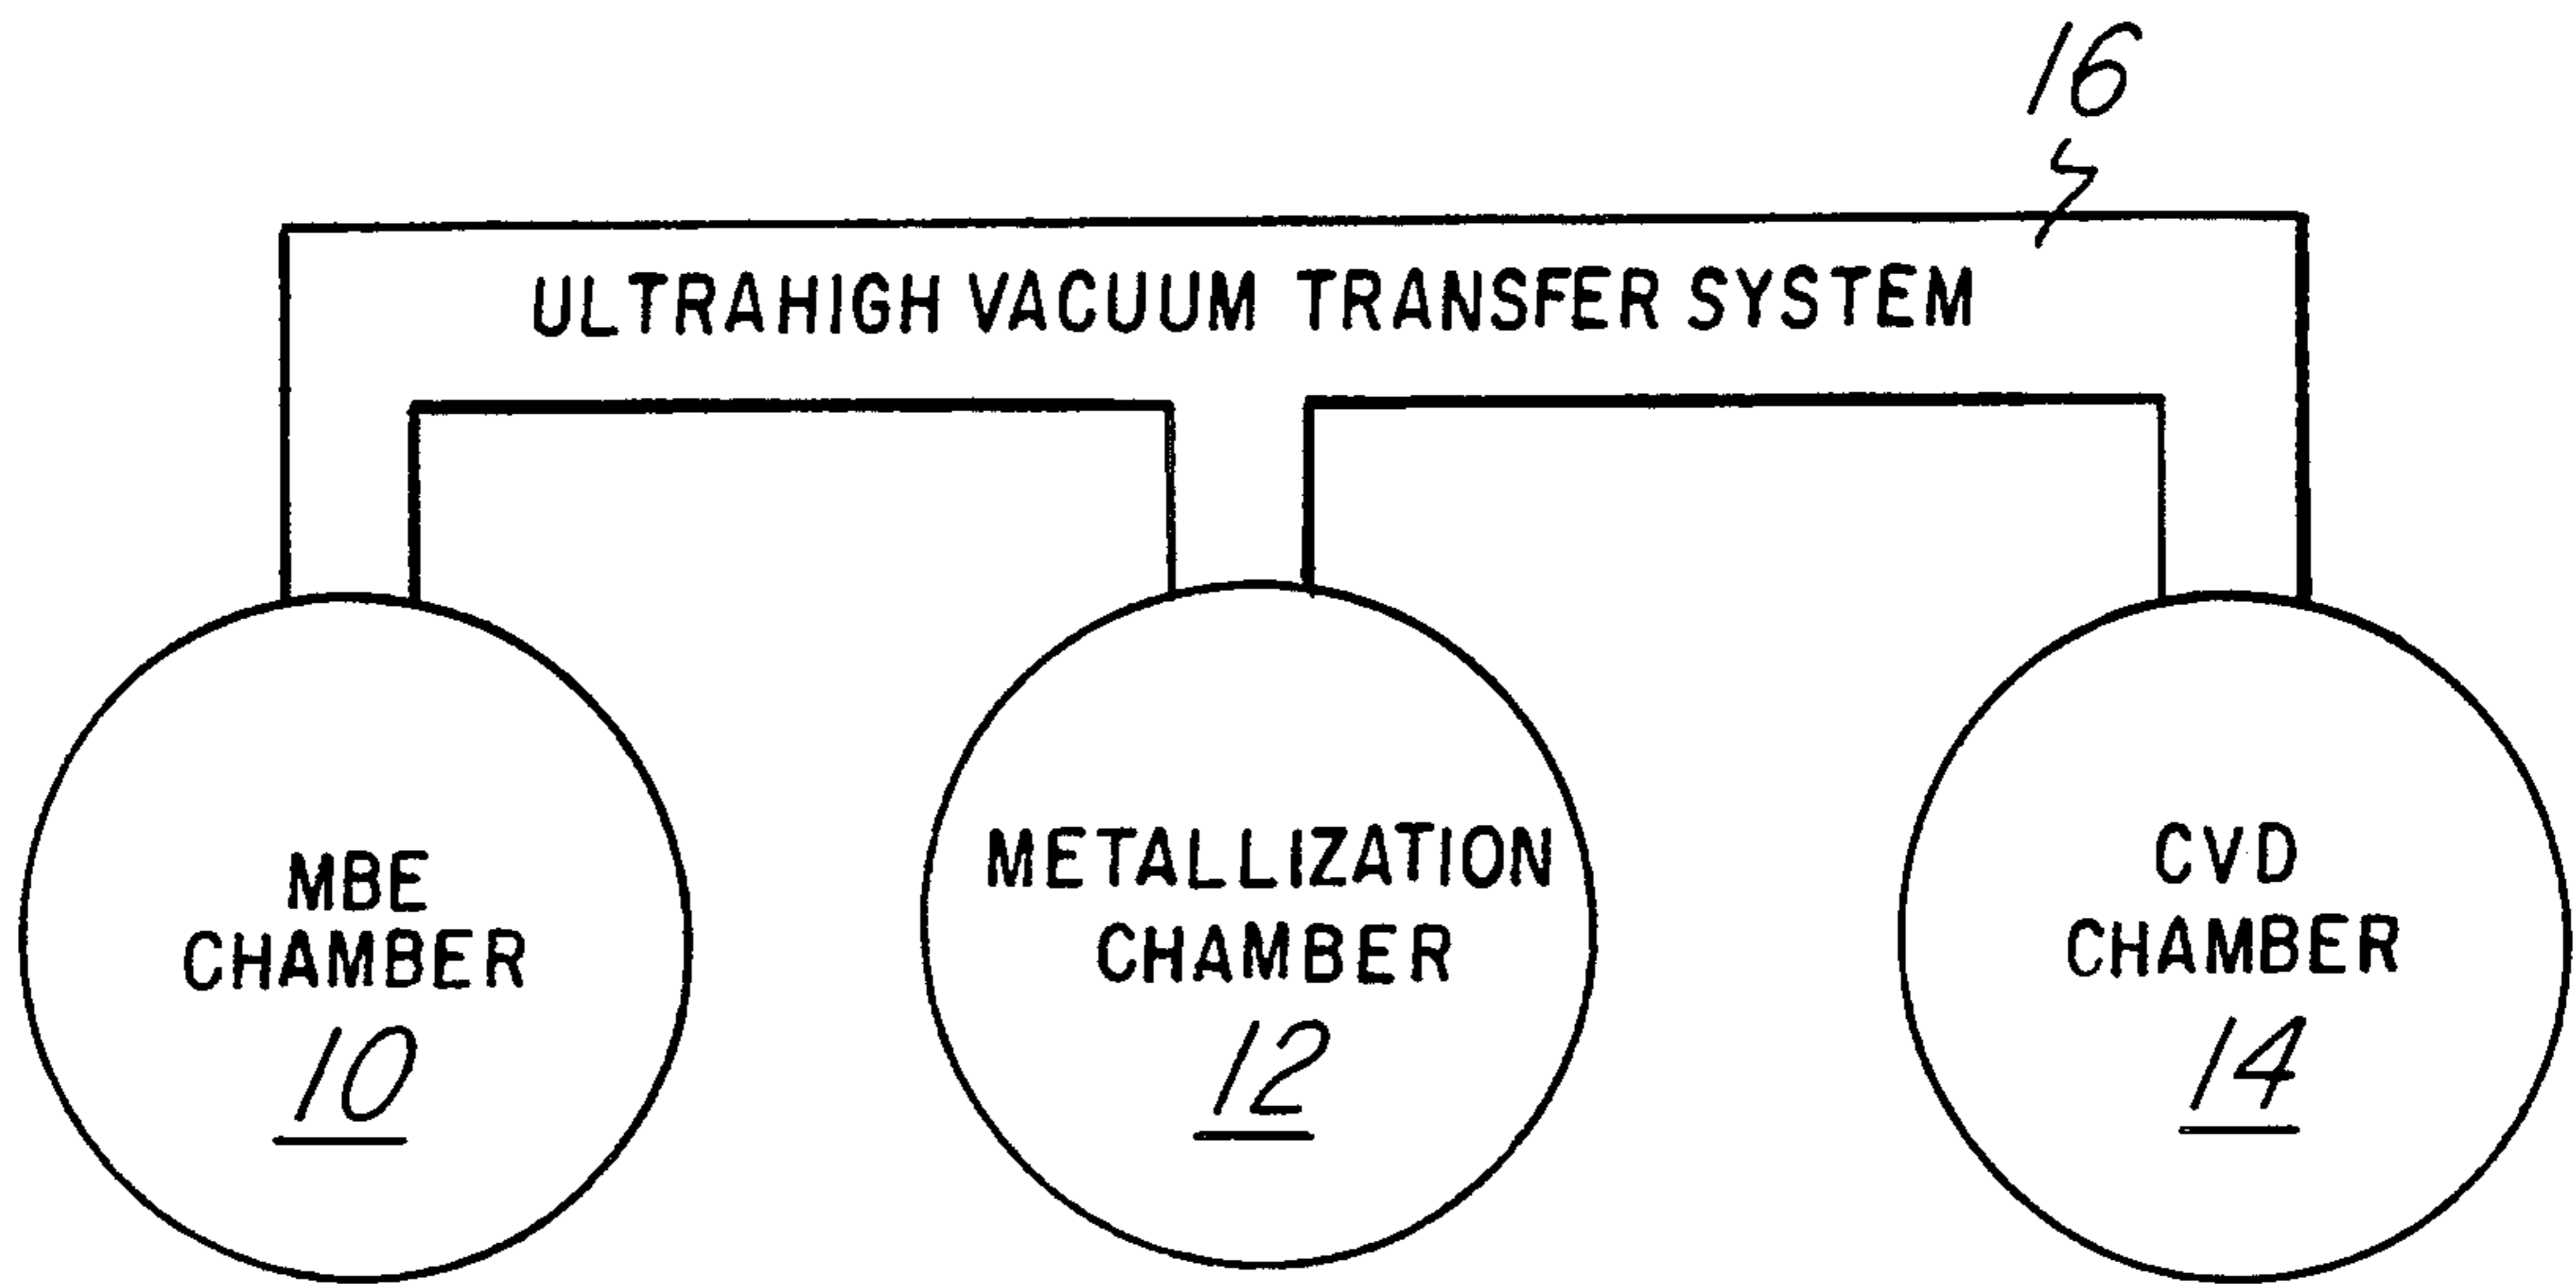 16
ULTRAHIGH VACUUM TRANSFER SYSTEM
MBE
CHAMBER
10
METALLIZATION
CHAMBER
12
CVD
CHAMBER
14